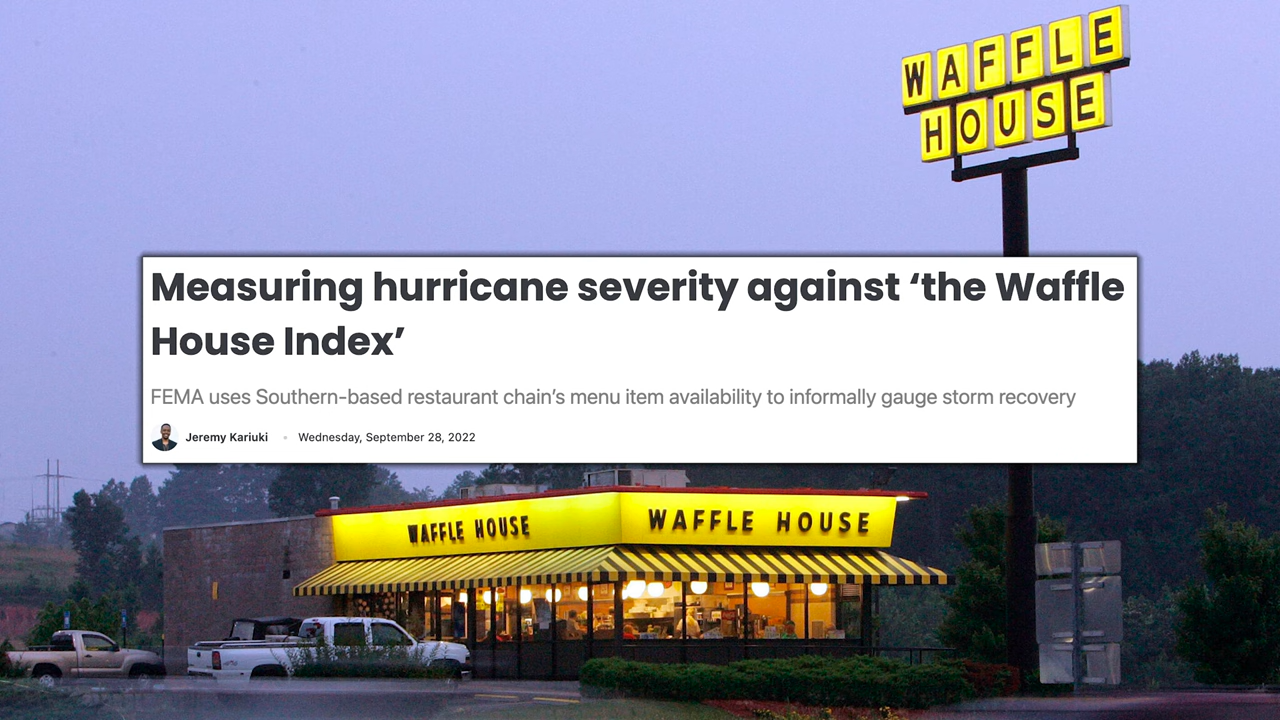 WAFFLE
HOUSE
Measuring hurricane severity against ‘the Waffle
House Index’
FEMA uses Southern-based restaurant chain’s menu item availability to informally gauge storm recovery
Jeremy Kariuki • Wednesday, September 28, 2022
WAFFLE HOUSE
WAFFLE HOUSE